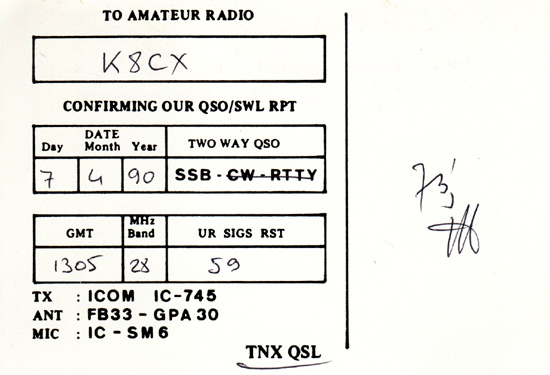 TO AMATEUR RADIO
K8CX
CONFIRMING OUR QSO/SWL RPT
DATE
Day Month Year TWO WAY QSO
7 4 90 SSB - CW - RTTY
MHz
GMT Band UR SIGS RST
1305 28 59
TX : ICOM IC-745
ANT : FB33 - GPA 30
MIC : IC - SM 6
TNX QSL
73's